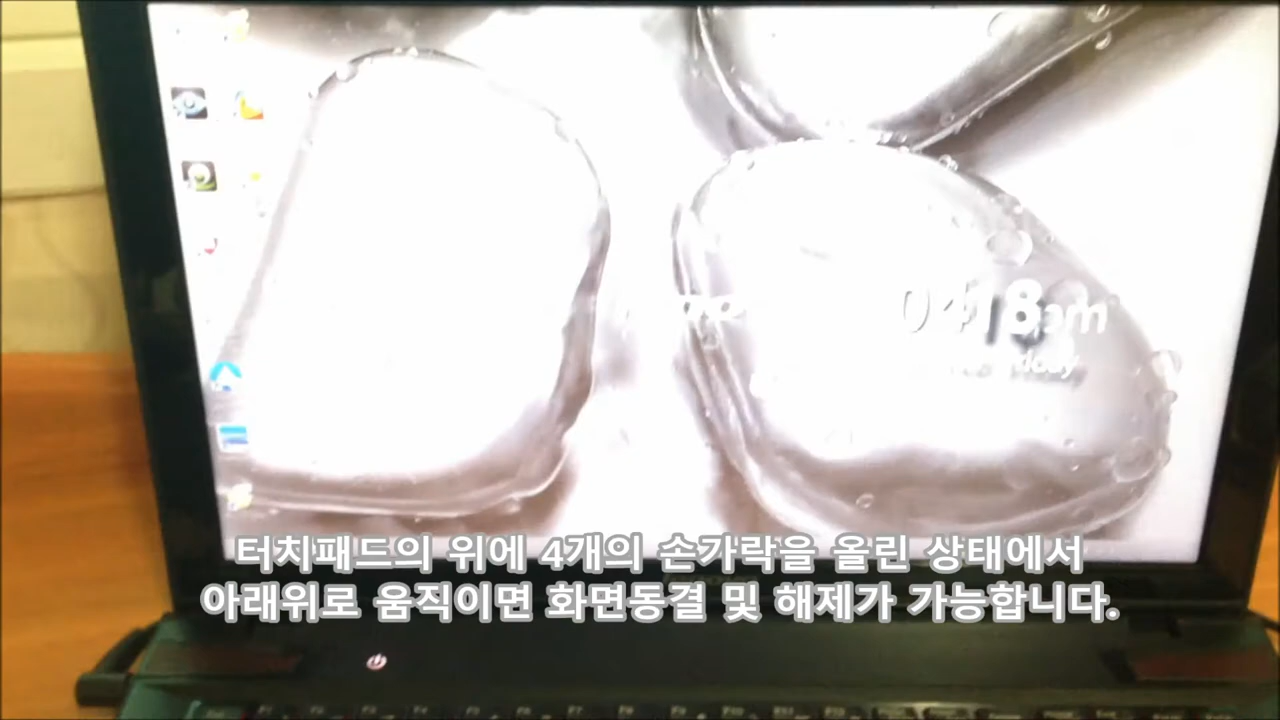 04:18am
터치패드의 위에 4개의 손가락을 올린 상태에서
아래위로 움직이면 화면동결 및 해제가 가능합니다.